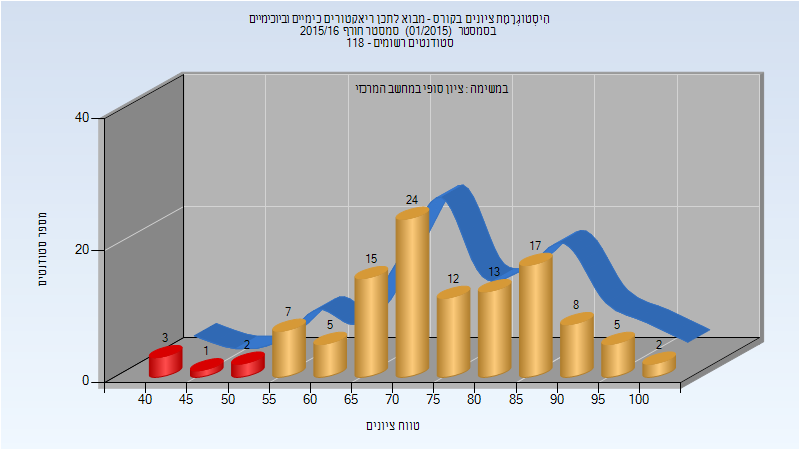 היסטוגרמת ציונים בקורס - מבוא לתכן ריאקטורים כימיים וביוכימיים
בסמסטר (01/2015) סמסטר חורף 2015/16
סטודנטים רשומים - 118
במשימה : ציון סופי במחשב המרכזי
מספר סטודנטים
40
20
0
3
1
2
7
5
15
24
12
13
17
8
5
2
40 45 50 55 60 65 70 75 80 85 90 95 100
טווח ציונים